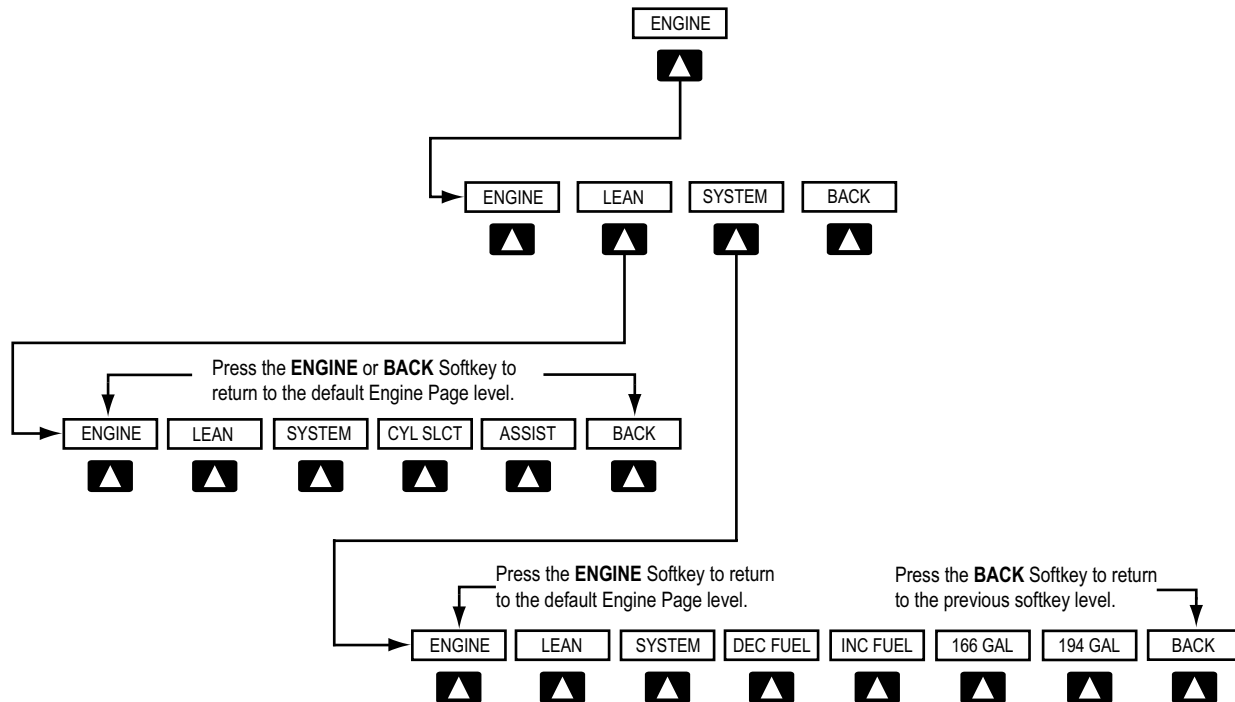 ENGINE
ENGINE LEAN SYSTEM BACK
Press the ENGINE or BACK Softkey to
return to the default Engine Page level.
ENGINE LEAN SYSTEM CYL SLCT ASSIST BACK
Press the ENGINE Softkey to return
to the default Engine Page level.
Press the BACK Softkey to return
to the previous softkey level.
ENGINE LEAN SYSTEM DEC FUEL INC FUEL 166 GAL 194 GAL BACK